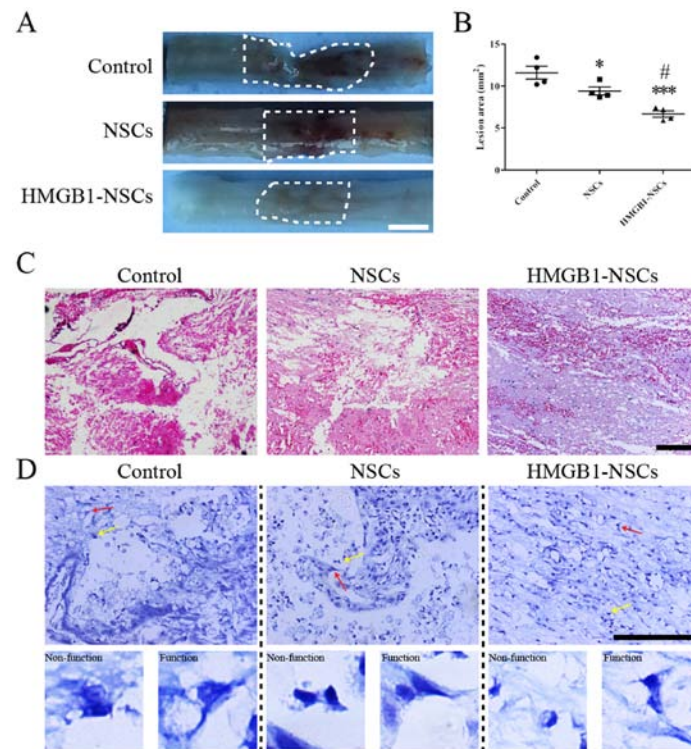 A
Control
NSCs
HMGB1-NSCs
B
Lesion area (mm²)
15
10
5
0
*
#
***
Control
NSCs
HMGB1-NSCs
C
Control
NSCs
HMGB1-NSCs
D
Control
NSCs
HMGB1-NSCs
Non-function
Function
Non-function
Function
Non-function
Function